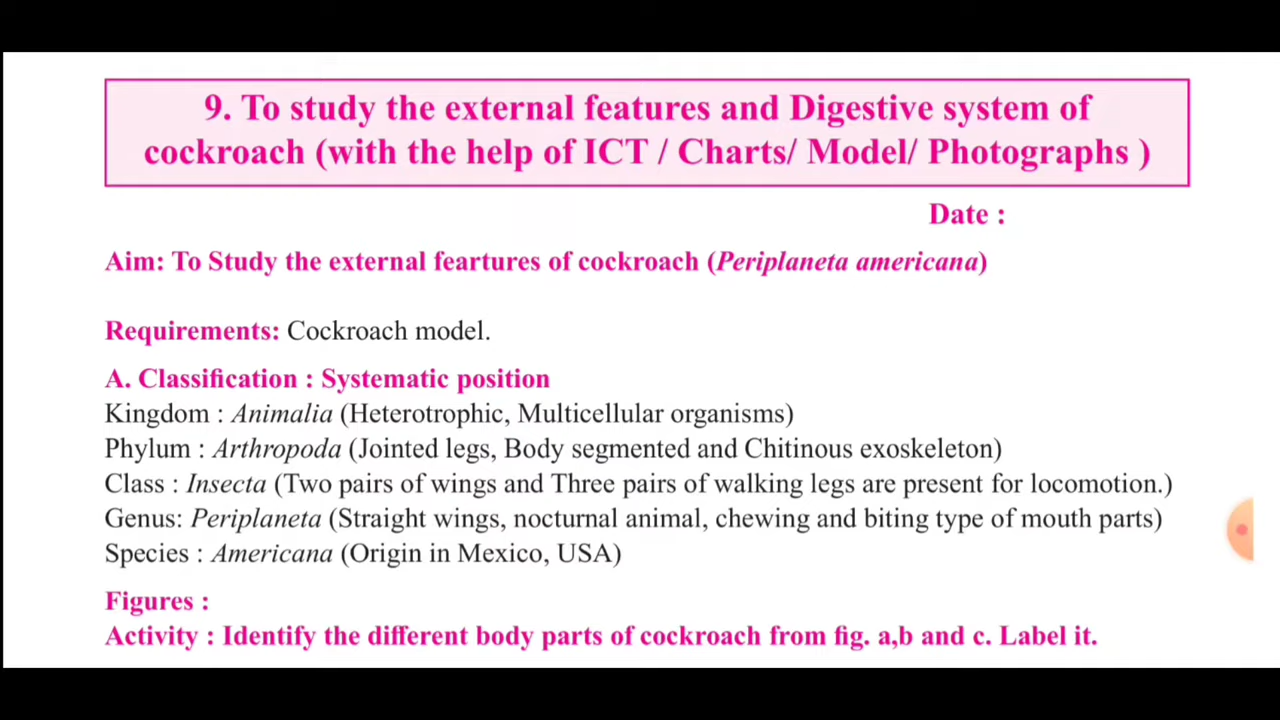 9. To study the external features and Digestive system of
cockroach (with the help of ICT / Charts/ Model/ Photographs )
Date :
Aim: To Study the external feartures of cockroach (Periplaneta americana)
Requirements: Cockroach model.
A. Classification : Systematic position
Kingdom : Animalia (Heterotrophic, Multicellular organisms)
Phylum : Arthropoda (Jointed legs, Body segmented and Chitinous exoskeleton)
Class : Insecta (Two pairs of wings and Three pairs of walking legs are present for locomotion.)
Genus: Periplaneta (Straight wings, nocturnal animal, chewing and biting type of mouth parts)
Species : Americana (Origin in Mexico, USA)
Figures :
Activity : Identify the different body parts of cockroach from fig. a,b and c. Label it.